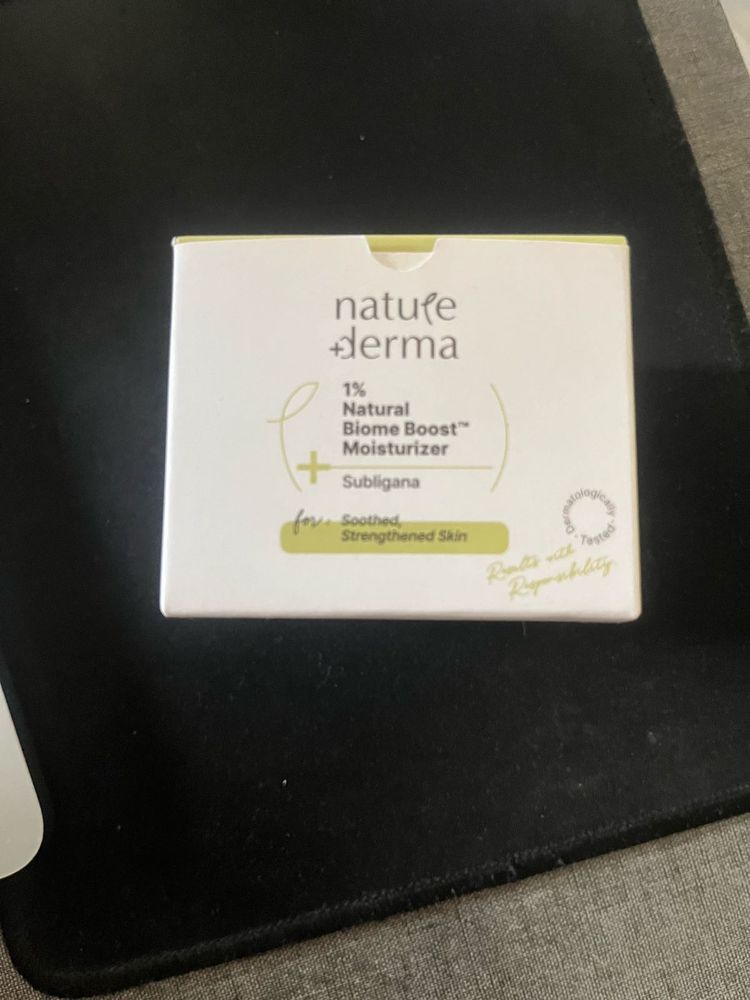 nature
+derma
1%
Natural
Biome Boost™
Moisturizer
Subligana
for: Soothed,
Strengthened Skin
Dermatologically
· Tested ·
Results with
Responsibility